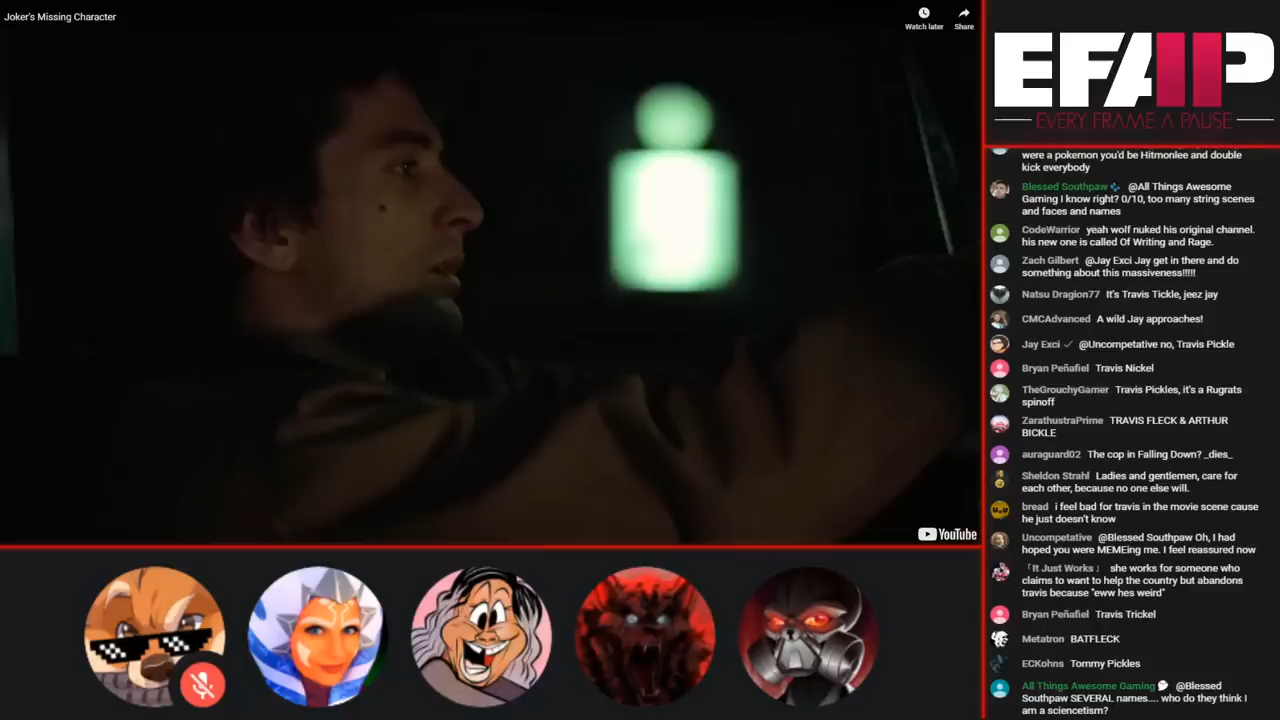 Joker's Missing Character
Watch later
Share
YouTube
EFAP
EVERY FRAME A PAUSE
were a pokemon you'd be Hitmonlee and double
kick everybody
Blessed Southpaw @All Things Awesome
Gaming I know right? 0/10, too many string scenes
and faces and names
CodeWarrior yeah wolf nuked his original channel.
his new one is called Of Writing and Rage.
Zach Gilbert @Jay Exci Jay get in there and do
something about this massiveness!!!!!
Natsu Dragion77 It's Travis Tickle, jeez jay
CMCAdvanced A wild Jay approaches!
Jay Exci @Uncompetative no, Travis Pickle
Bryan Peñafiel Travis Nickel
TheGrouchyGamer Travis Pickles, it's a Rugrats
spinoff
ZarathustraPrime TRAVIS FLECK & ARTHUR
BICKLE
auraguard02 The cop in Falling Down? _dies_
Sheldon Strahl Ladies and gentlemen, care for
each other, because no one else will.
bread i feel bad for travis in the movie scene cause
he just doesn't know
Uncompetative @Blessed Southpaw Oh, I had
hoped you were MEMEing me. I feel reassured now
「It Just Works」 she works for someone who
claims to want to help the country but abandons
travis because "eww hes weird"
Bryan Peñafiel Travis Trickel
Metatron BATFLECK
ECKohns Tommy Pickles
All Things Awesome Gaming @Blessed
Southpaw SEVERAL names.... who do they think I
am a sciencetism?